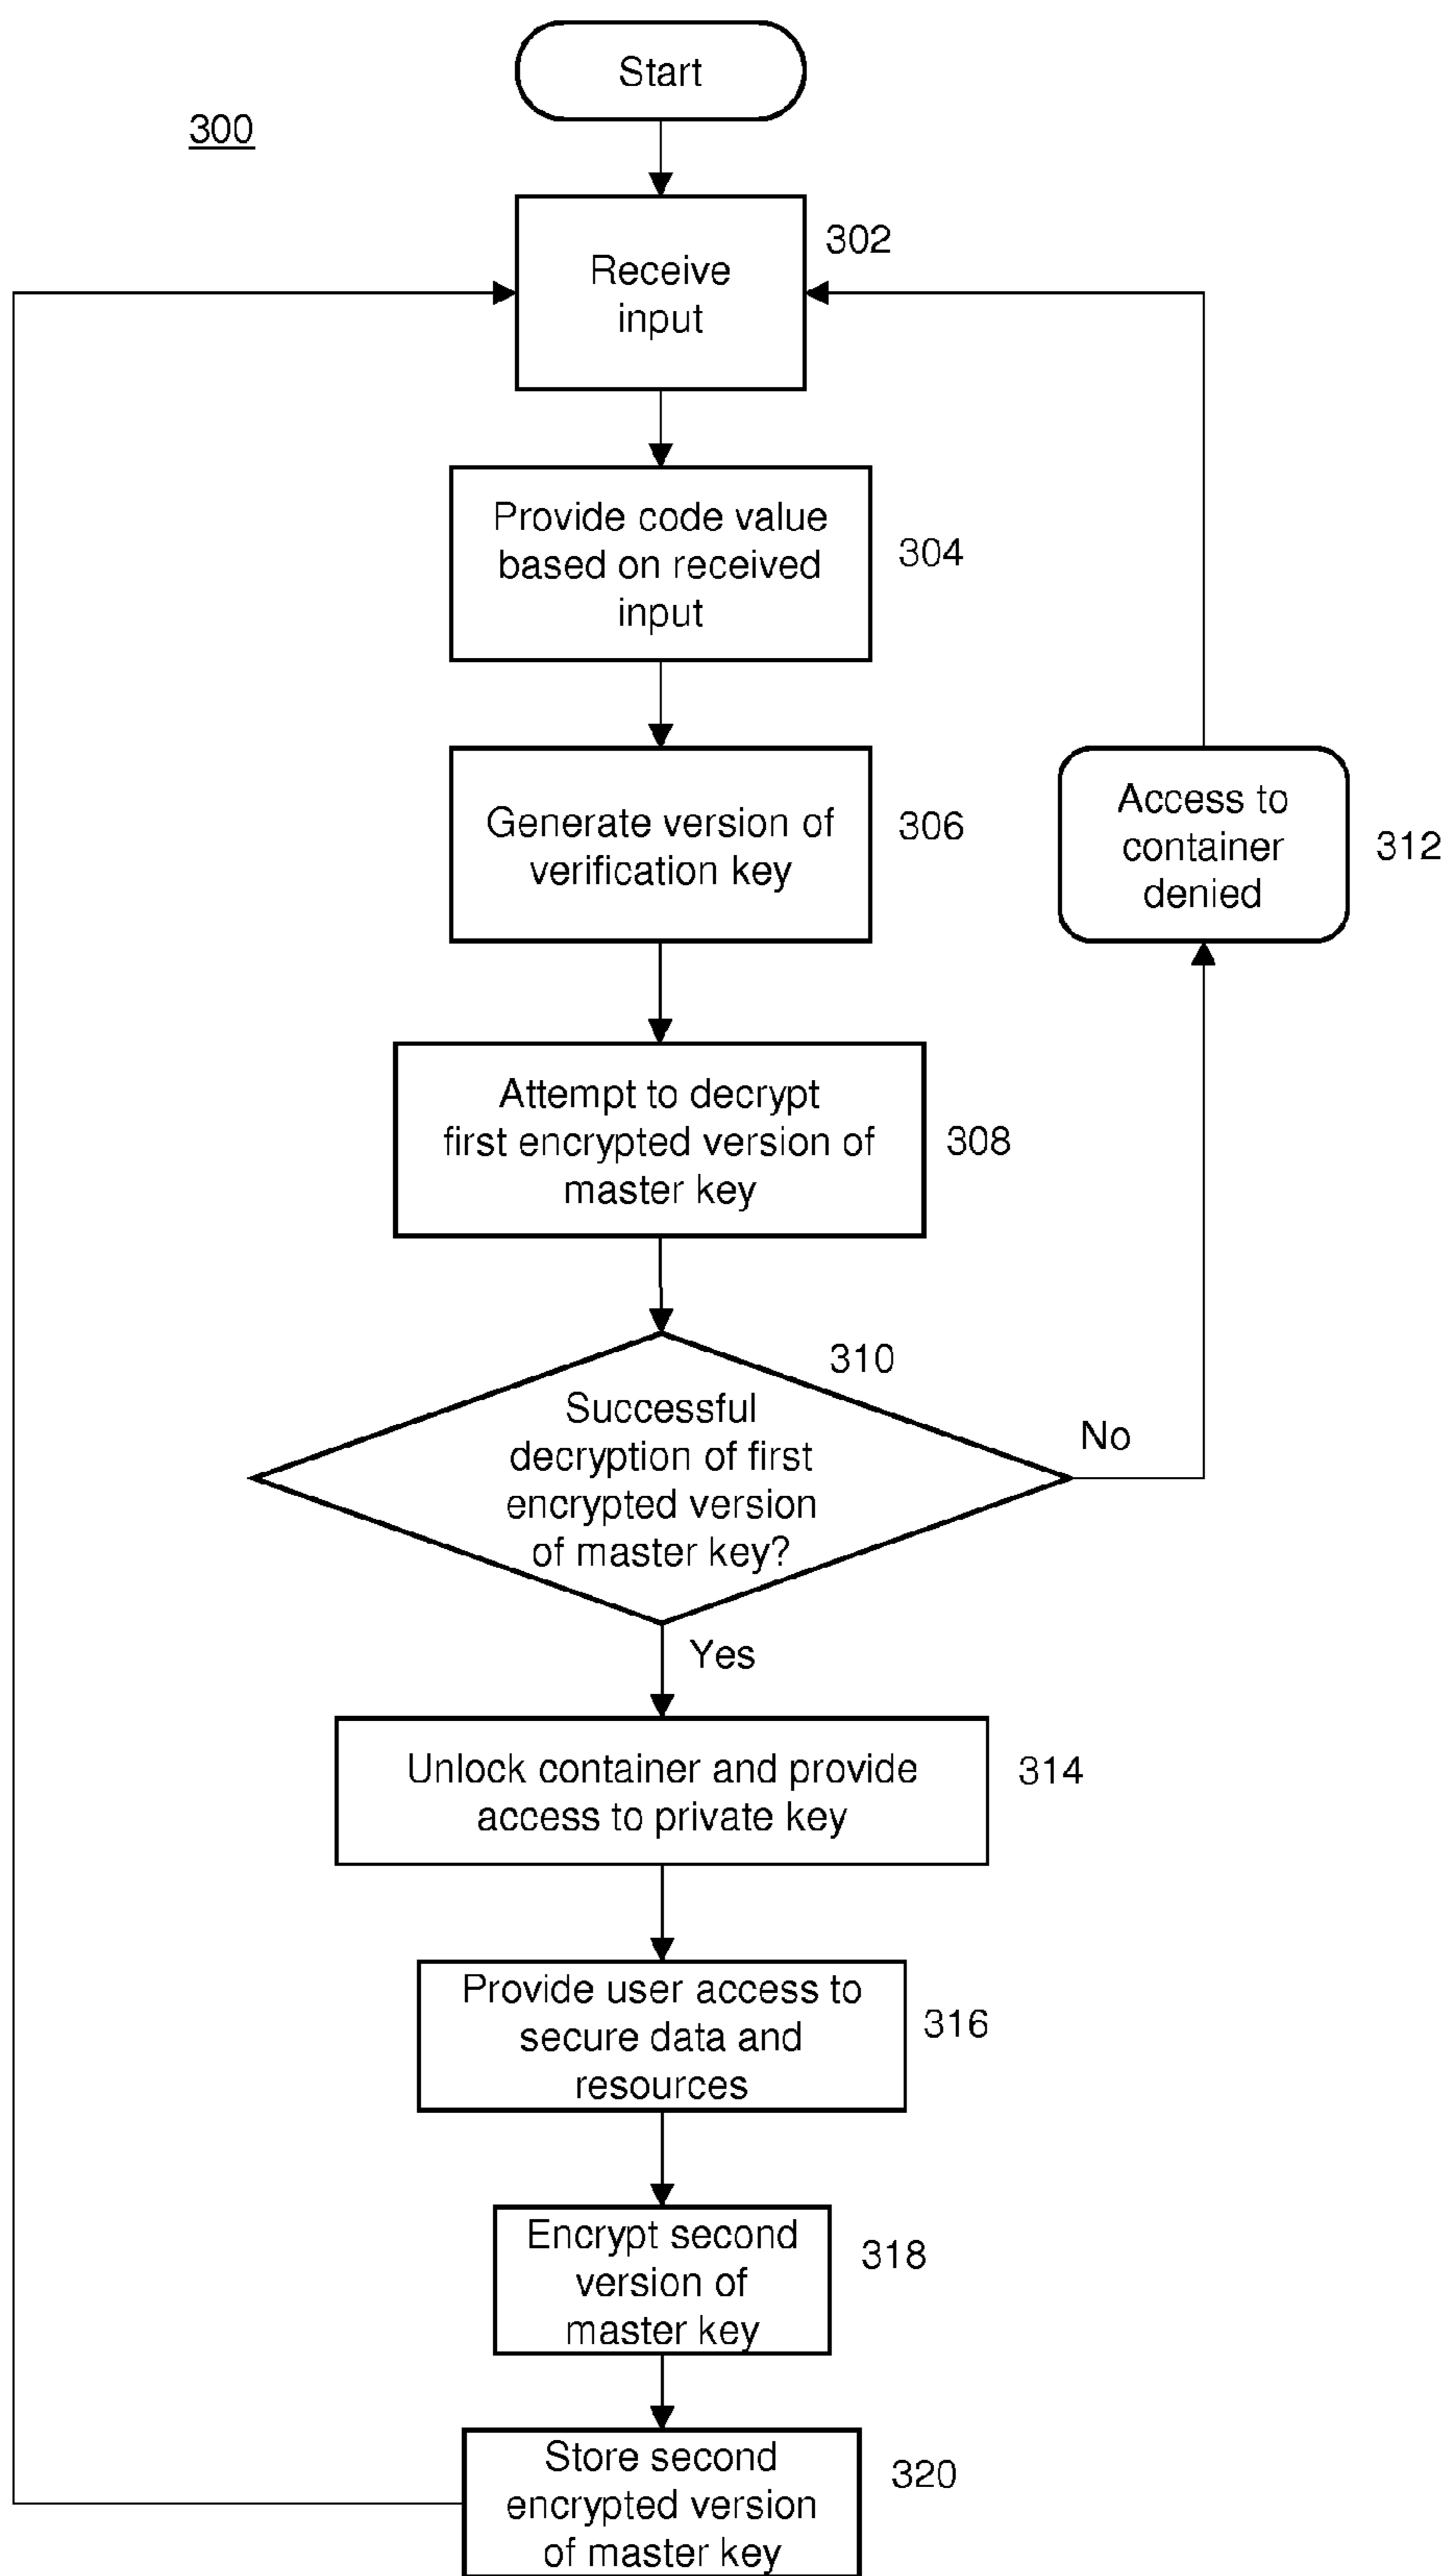 Start
300
302
Receive
input
Provide code value
based on received
input
304
Generate version of
verification key
306
Access to
container
denied
312
Attempt to decrypt
first encrypted version of
master key
308
310
Successful
decryption of first
encrypted version
of master key?
No
Yes
Unlock container and provide
access to private key
314
Provide user access to
secure data and
resources
316
Encrypt second
version of
master key
318
Store second
encrypted version
of master key
320